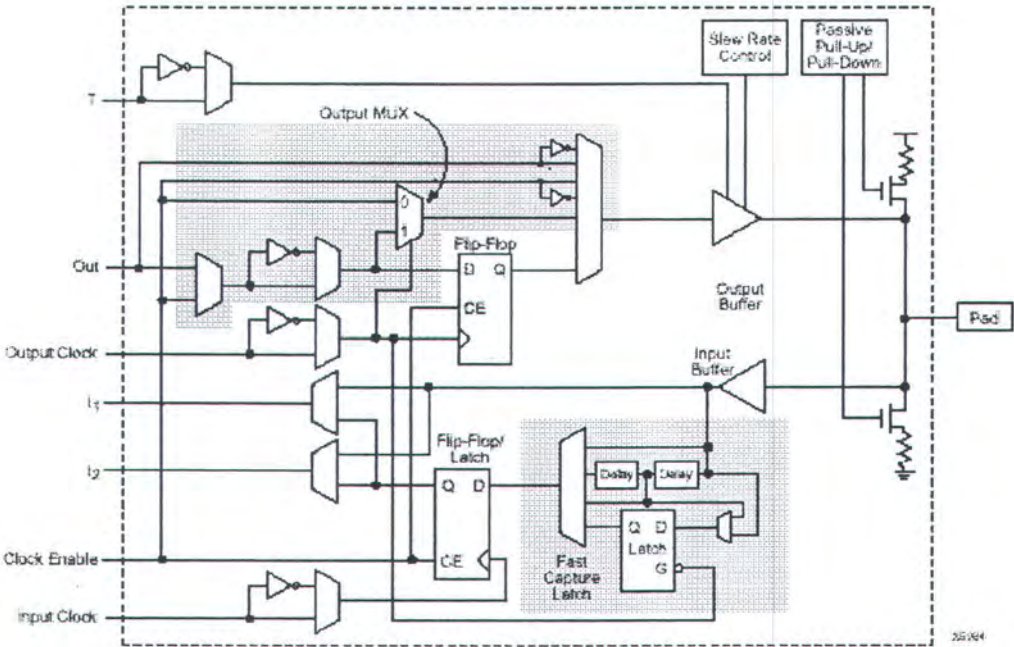 Slew Rate
Control
Passive
Pull-Up/
Pull-Down
T
Output MUX
0
1
Flip-Flop
Out
D Q
CE
Output
Buffer
Pad
Output Clock
Input
Buffer
I1
Flip-Flop/
Latch
I2
Delay
Delay
Q D
Q D
Latch
G
Clock Enable
CE
Fast
Capture
Latch
Input Clock